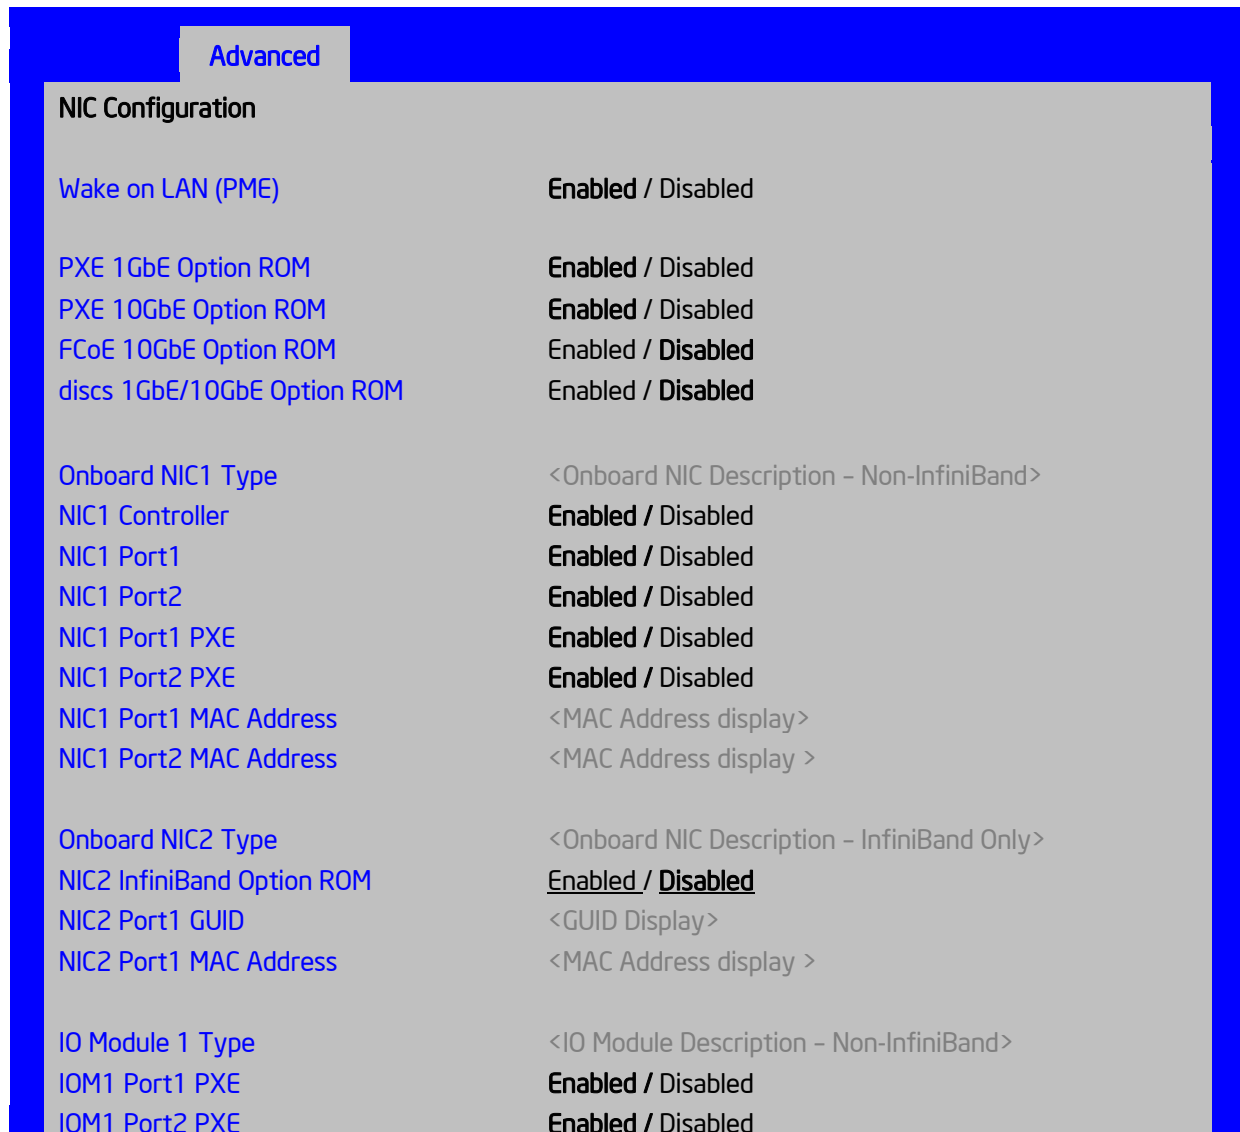 Advanced
NIC Configuration
Wake on LAN (PME) Enabled / Disabled
PXE 1GbE Option ROM Enabled / Disabled
PXE 10GbE Option ROM Enabled / Disabled
FCoE 10GbE Option ROM Enabled / Disabled
discs 1GbE/10GbE Option ROM Enabled / Disabled
Onboard NIC1 Type <Onboard NIC Description – Non-InfiniBand>
NIC1 Controller Enabled / Disabled
NIC1 Port1 Enabled / Disabled
NIC1 Port2 Enabled / Disabled
NIC1 Port1 PXE Enabled / Disabled
NIC1 Port2 PXE Enabled / Disabled
NIC1 Port1 MAC Address <MAC Address display>
NIC1 Port2 MAC Address <MAC Address display >
Onboard NIC2 Type <Onboard NIC Description – InfiniBand Only>
NIC2 InfiniBand Option ROM Enabled / Disabled
NIC2 Port1 GUID <GUID Display>
NIC2 Port1 MAC Address <MAC Address display >
IO Module 1 Type <IO Module Description – Non-InfiniBand>
IOM1 Port1 PXE Enabled / Disabled
IOM1 Port2 PXE Enabled / Disabled